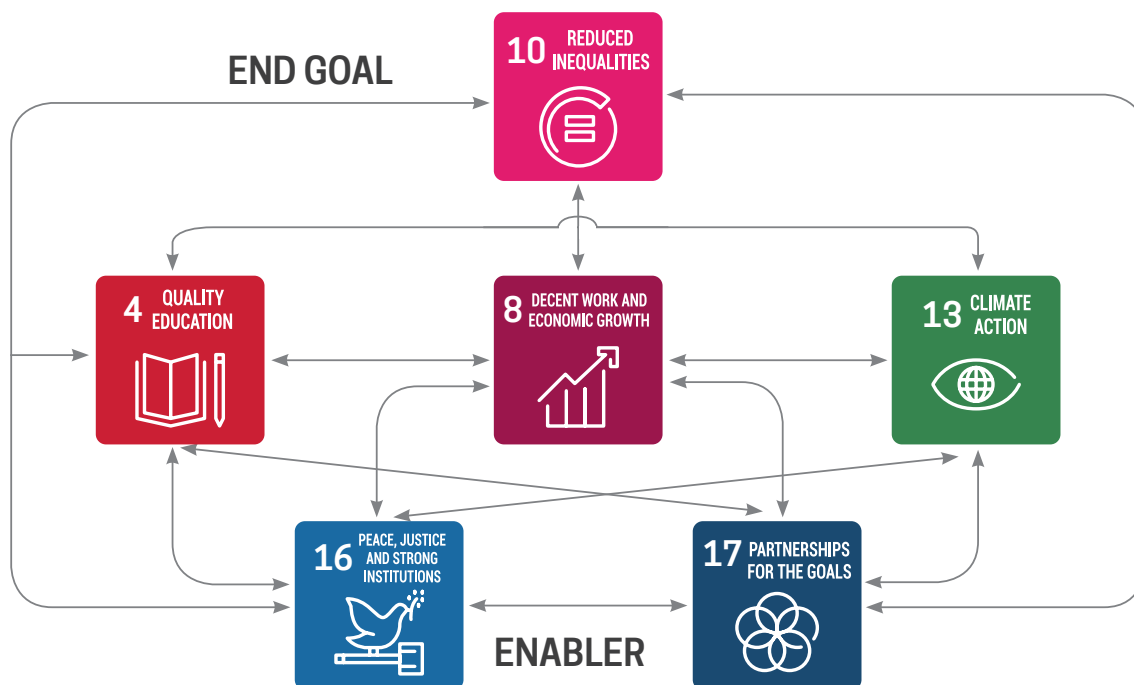 END GOAL
10 REDUCED
INEQUALITIES
4 QUALITY
EDUCATION
8 DECENT WORK AND
ECONOMIC GROWTH
13 CLIMATE
ACTION
16 PEACE, JUSTICE
AND STRONG
INSTITUTIONS
17 PARTNERSHIPS
FOR THE GOALS
ENABLER